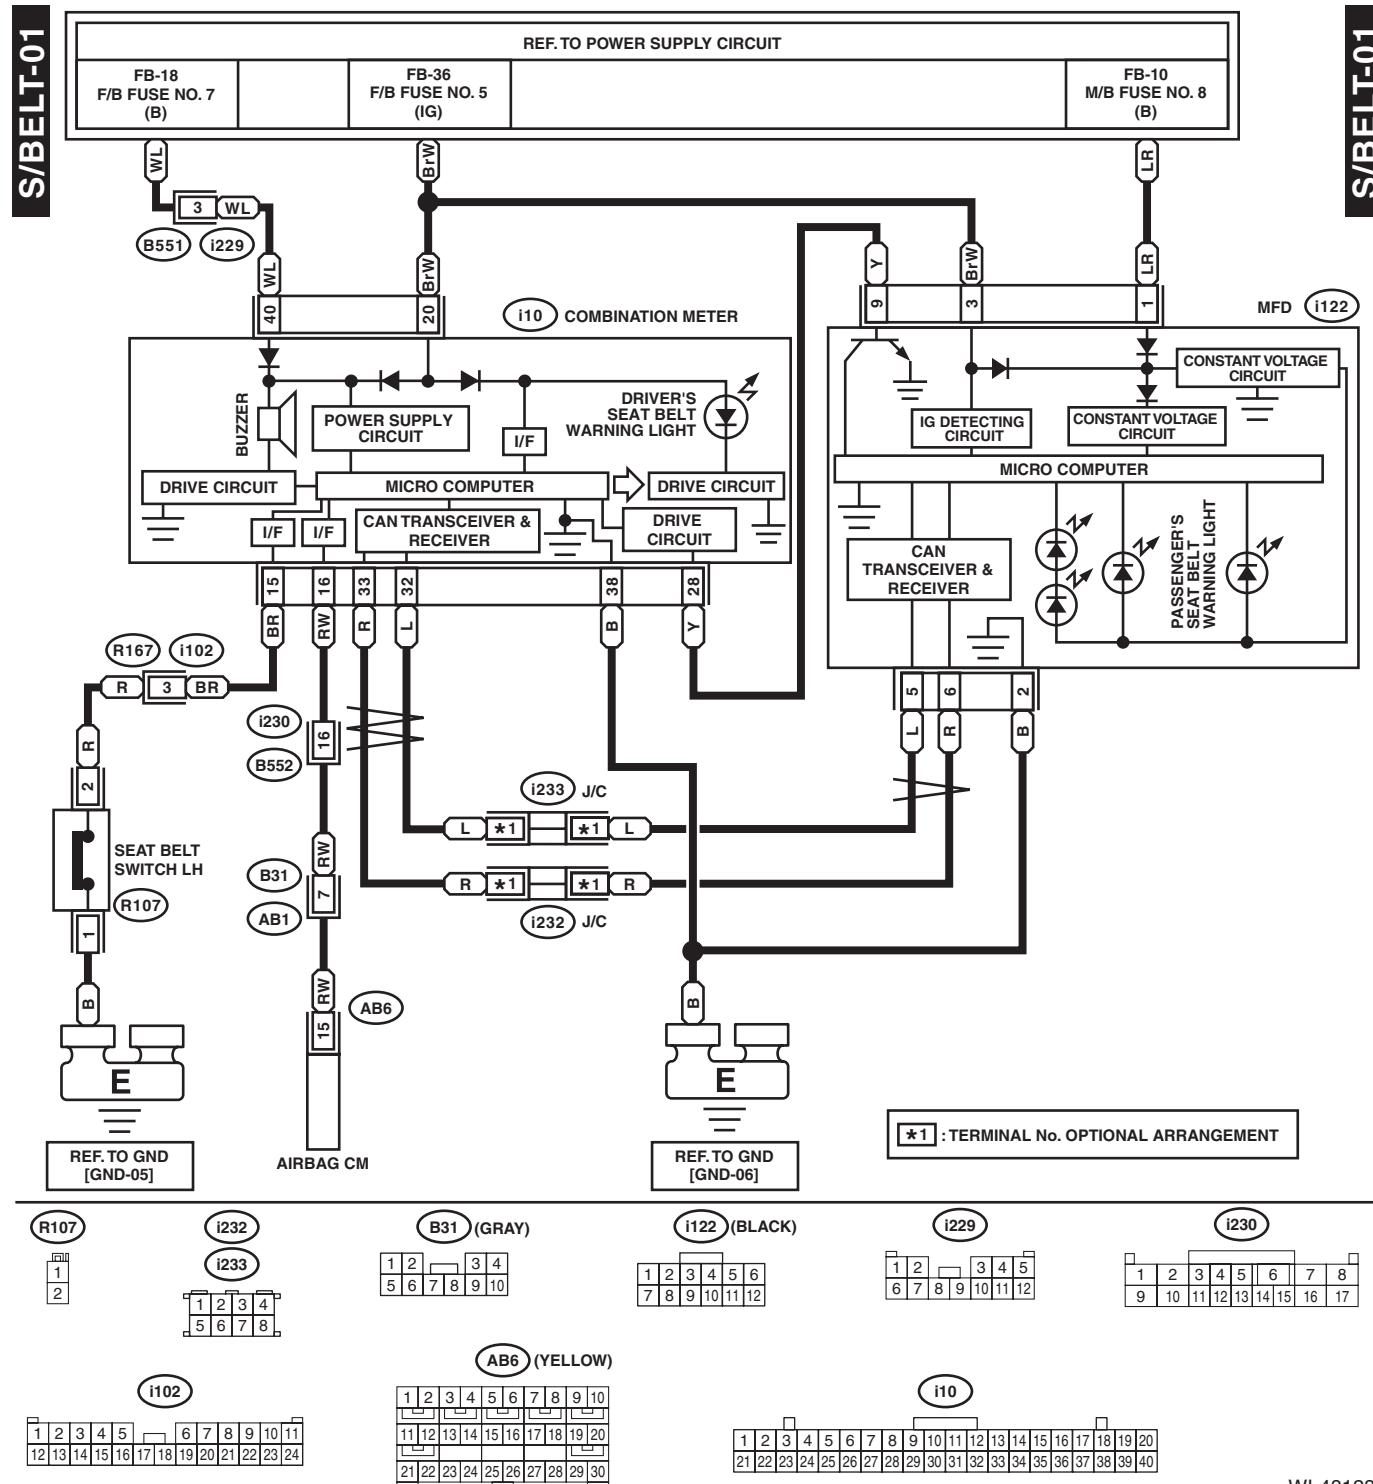 S/BELT-01
S/BELT-01
REF. TO POWER SUPPLY CIRCUIT
FB-18
F/B FUSE NO. 7
(B)
FB-36
F/B FUSE NO. 5
(IG)
FB-10
M/B FUSE NO. 8
(B)
WL
BrW
LR
3
WL
B551
i229
WL
BrW
Y
BrW
LR
40
20
9
3
1
i10
COMBINATION METER
MFD
i122
BUZZER
POWER SUPPLY
CIRCUIT
I/F
DRIVER'S
SEAT BELT
WARNING LIGHT
DRIVE CIRCUIT
MICRO COMPUTER
DRIVE CIRCUIT
I/F
I/F
CAN TRANSCEIVER &
RECEIVER
DRIVE
CIRCUIT
CONSTANT VOLTAGE
CIRCUIT
IG DETECTING
CIRCUIT
CONSTANT VOLTAGE
CIRCUIT
MICRO COMPUTER
CAN
TRANSCEIVER &
RECEIVER
PASSENGER'S
SEAT BELT
WARNING LIGHT
15
16
33
32
38
28
BR
RW
R
L
B
Y
R167
i102
R
3
BR
5
6
2
L
R
B
i230
16
B552
R
2
SEAT BELT
SWITCH LH
R107
1
B
i233
J/C
L
*1
*1
L
R
*1
*1
R
i232
J/C
RW
B31
7
AB1
RW
AB6
15
AIRBAG CM
B
E
REF. TO GND
[GND-05]
E
REF. TO GND
[GND-06]
*1 : TERMINAL No. OPTIONAL ARRANGEMENT
R107
1
2
i232
i233
1 2 3 4
5 6 7 8
B31 (GRAY)
1 2 3 4
5 6 7 8 9 10
i122 (BLACK)
1 2 3 4 5 6
7 8 9 10 11 12
i229
1 2 3 4 5
6 7 8 9 10 11 12
i230
1 2 3 4 5 6 7 8
9 10 11 12 13 14 15 16 17
i102
1 2 3 4 5 6 7 8 9 10 11
12 13 14 15 16 17 18 19 20 21 22 23 24
AB6 (YELLOW)
1 2 3 4 5 6 7 8 9 10
11 12 13 14 15 16 17 18 19 20
21 22 23 24 25 26 27 28 29 30
i10
1 2 3 4 5 6 7 8 9 10 11 12 13 14 15 16 17 18 19 20
21 22 23 24 25 26 27 28 29 30 31 32 33 34 35 36 37 38 39 40